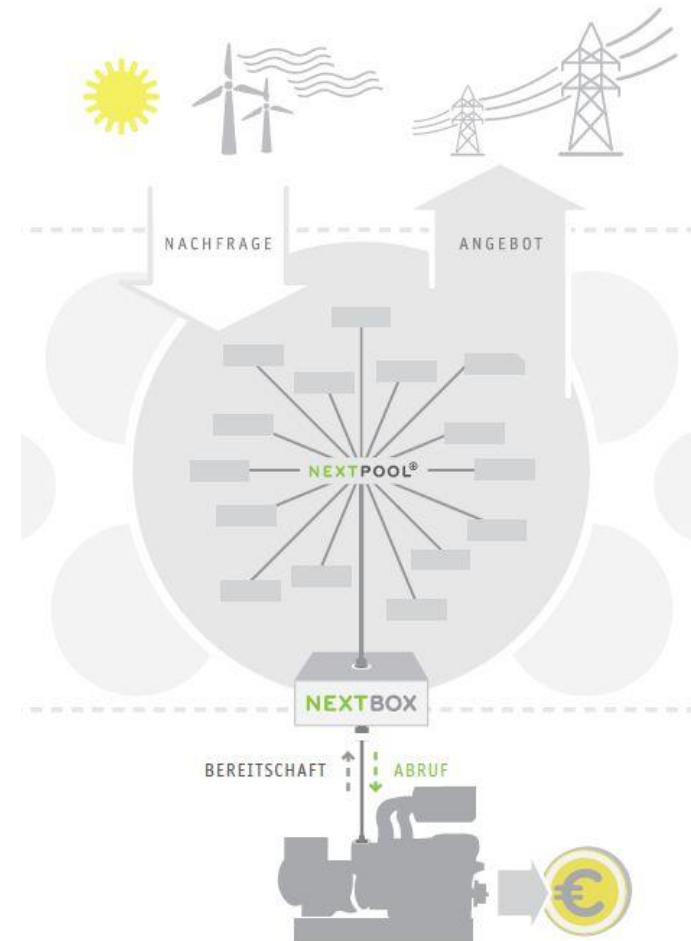 NACHFRAGE
ANGEBOT
NEXTPOOL®
NEXTBOX
BEREITSCHAFT
ABRUF
€